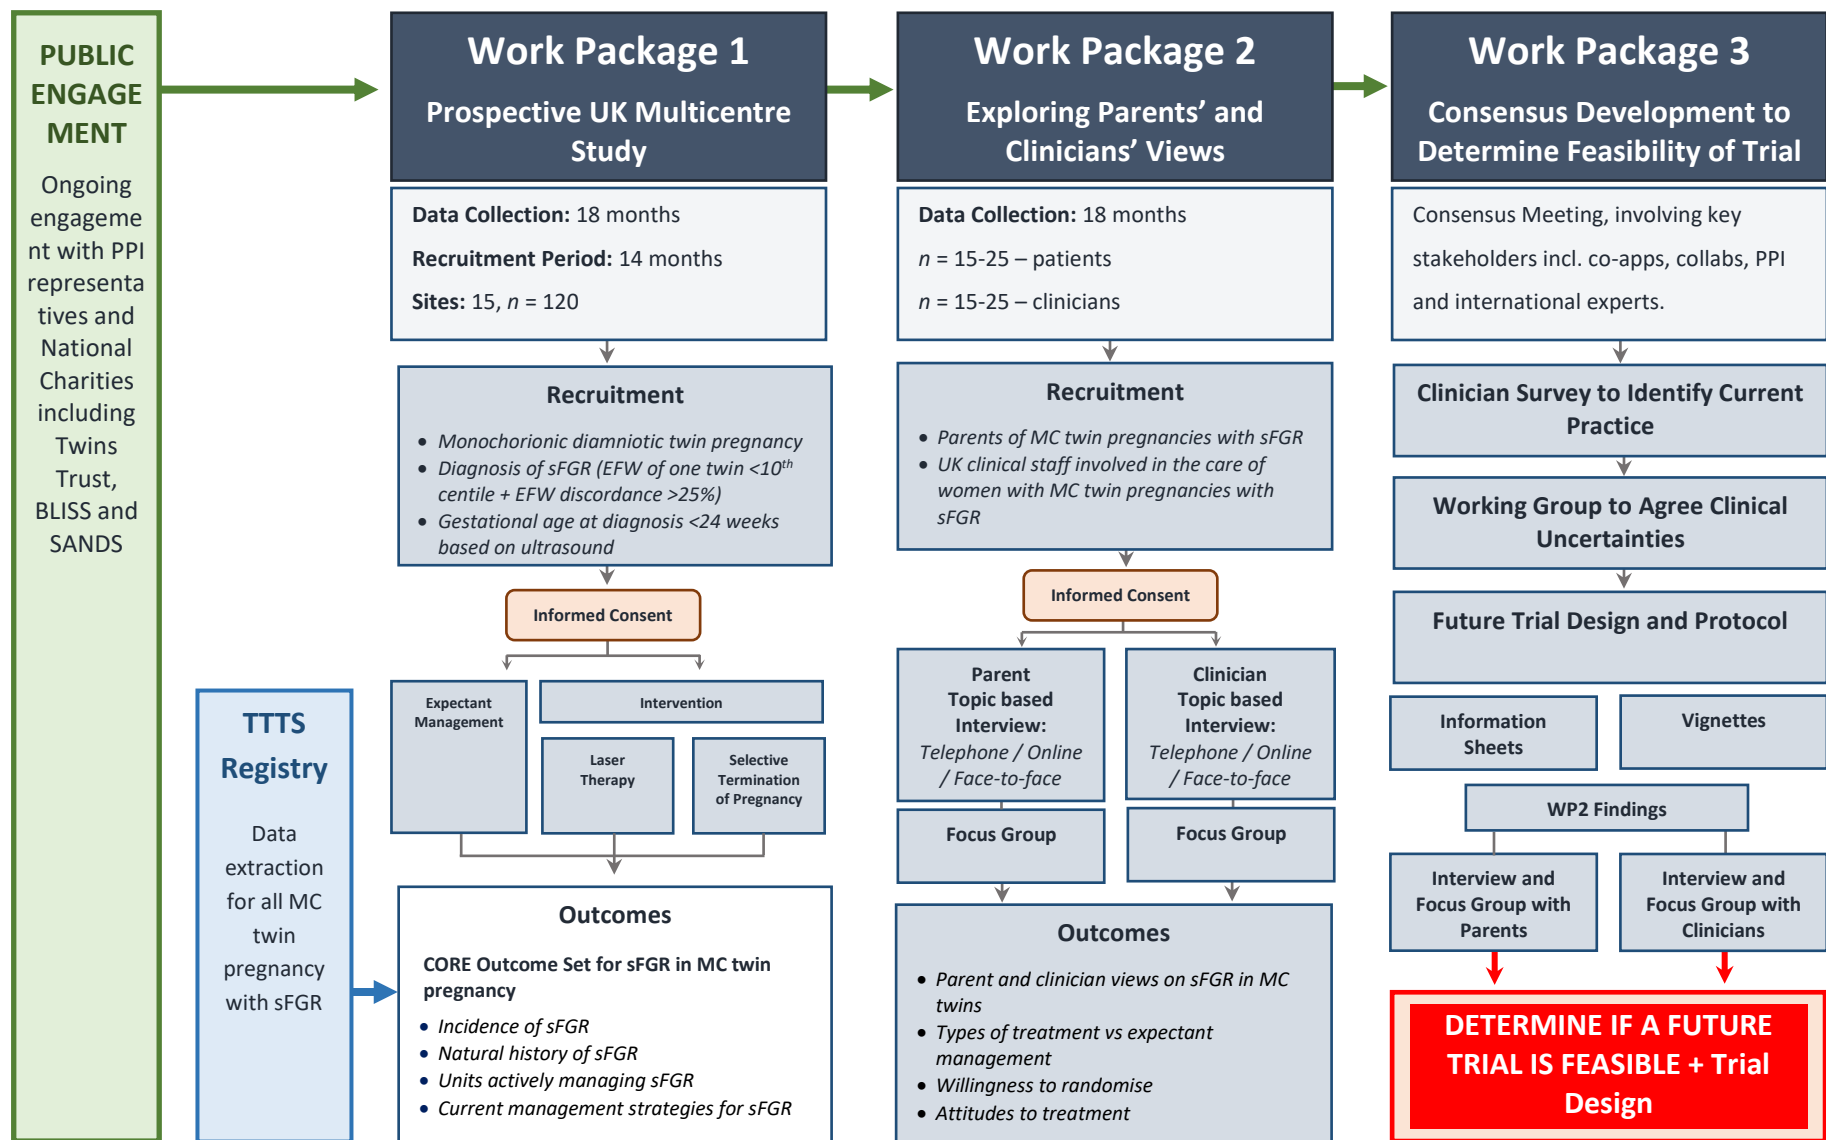 PUBLIC
ENGAGE
MENT
Ongoing
engageme
nt with PPI
representa
tives and
National
Charities
including
Twins
Trust,
BLISS and
SANDS
TTTS
Registry
Data
extraction
for all MC
twin
pregnancy
with sFGR
Work Package 1
Prospective UK Multicentre
Study
Data Collection: 18 months
Recruitment Period: 14 months
Sites: 15, n = 120
Recruitment
• Monochorionic diamniotic twin pregnancy
• Diagnosis of sFGR (EFW of one twin <10th
centile + EFW discordance >25%)
• Gestational age at diagnosis <24 weeks
based on ultrasound
Informed Consent
Expectant
Management
Intervention
Laser
Therapy
Selective
Termination
of Pregnancy
Outcomes
CORE Outcome Set for sFGR in MC twin
pregnancy
• Incidence of sFGR
• Natural history of sFGR
• Units actively managing sFGR
• Current management strategies for sFGR
Work Package 2
Exploring Parents’ and
Clinicians’ Views
Data Collection: 18 months
n = 15-25 – patients
n = 15-25 – clinicians
Recruitment
• Parents of MC twin pregnancies with sFGR
• UK clinical staff involved in the care of
women with MC twin pregnancies with
sFGR
Informed Consent
Parent
Topic based
Interview:
Telephone / Online
/ Face-to-face
Clinician
Topic based
Interview:
Telephone / Online
/ Face-to-face
Focus Group
Focus Group
Outcomes
• Parent and clinician views on sFGR in MC
twins
• Types of treatment vs expectant
management
• Willingness to randomise
• Attitudes to treatment
Work Package 3
Consensus Development to
Determine Feasibility of Trial
Consensus Meeting, involving key
stakeholders incl. co-apps, collabs, PPI
and international experts.
Clinician Survey to Identify Current
Practice
Working Group to Agree Clinical
Uncertainties
Future Trial Design and Protocol
Information
Sheets
Vignettes
WP2 Findings
Interview and
Focus Group with
Parents
Interview and
Focus Group with
Clinicians
DETERMINE IF A FUTURE
TRIAL IS FEASIBLE + Trial
Design